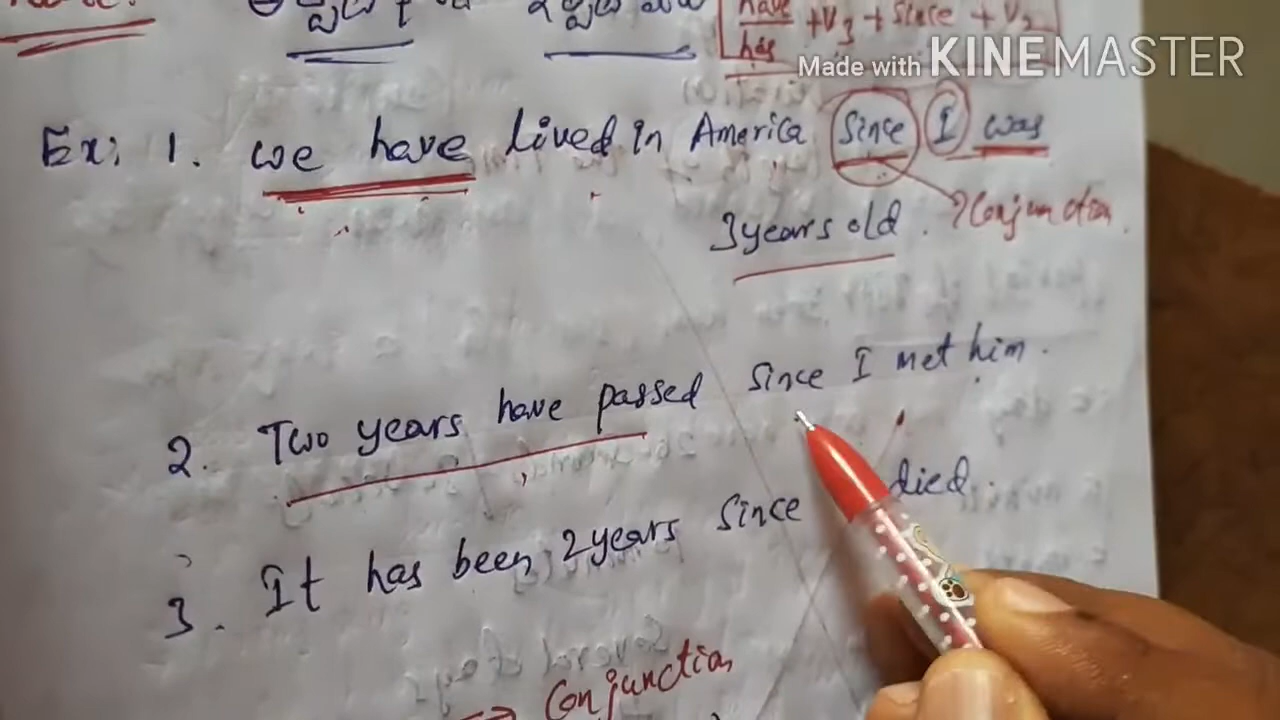 have + V3 + Since + V2
has
Made with KINEMASTER
Ex: 1. we have lived in America Since I was
3 years old. Conjunction.
2. Two years have passed Since I met him.
3. It has been 2 years Since died.
Conjunction